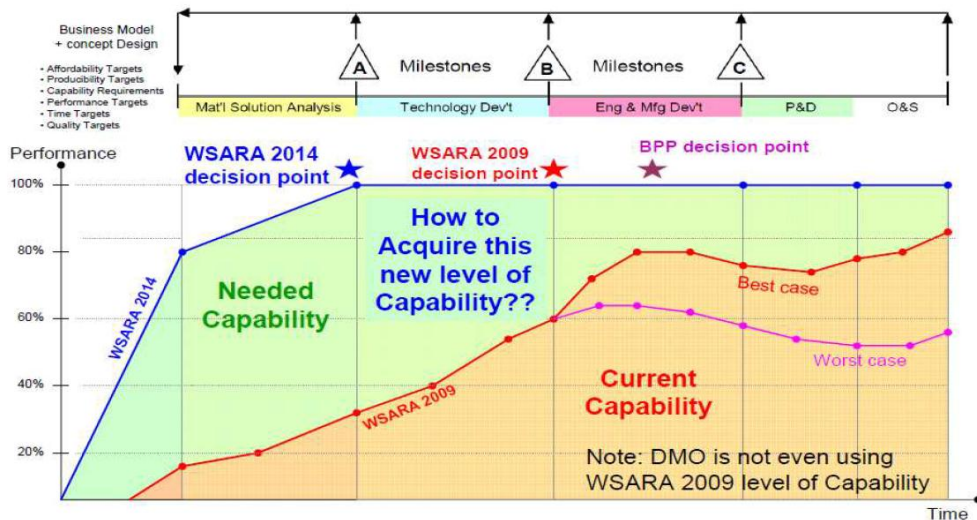 Business Model
+ concept Design
• Affordability Targets
• Producibility Targets
• Capability Requirements
• Performance Targets
• Time Targets
• Quality Targets
A
Milestones
B
Milestones
C
Mat'l Solution Analysis
Technology Dev't
Eng & Mfg Dev't
P&D
O&S
Performance
WSARA 2014
decision point
WSARA 2009
decision point
BPP decision point
100%
80%
60%
40%
20%
WSARA 2014
Needed
Capability
How to
Acquire this
new level of
Capability??
WSARA 2009
Best case
Worst case
Current
Capability
Note: DMO is not even using
WSARA 2009 level of Capability
Time